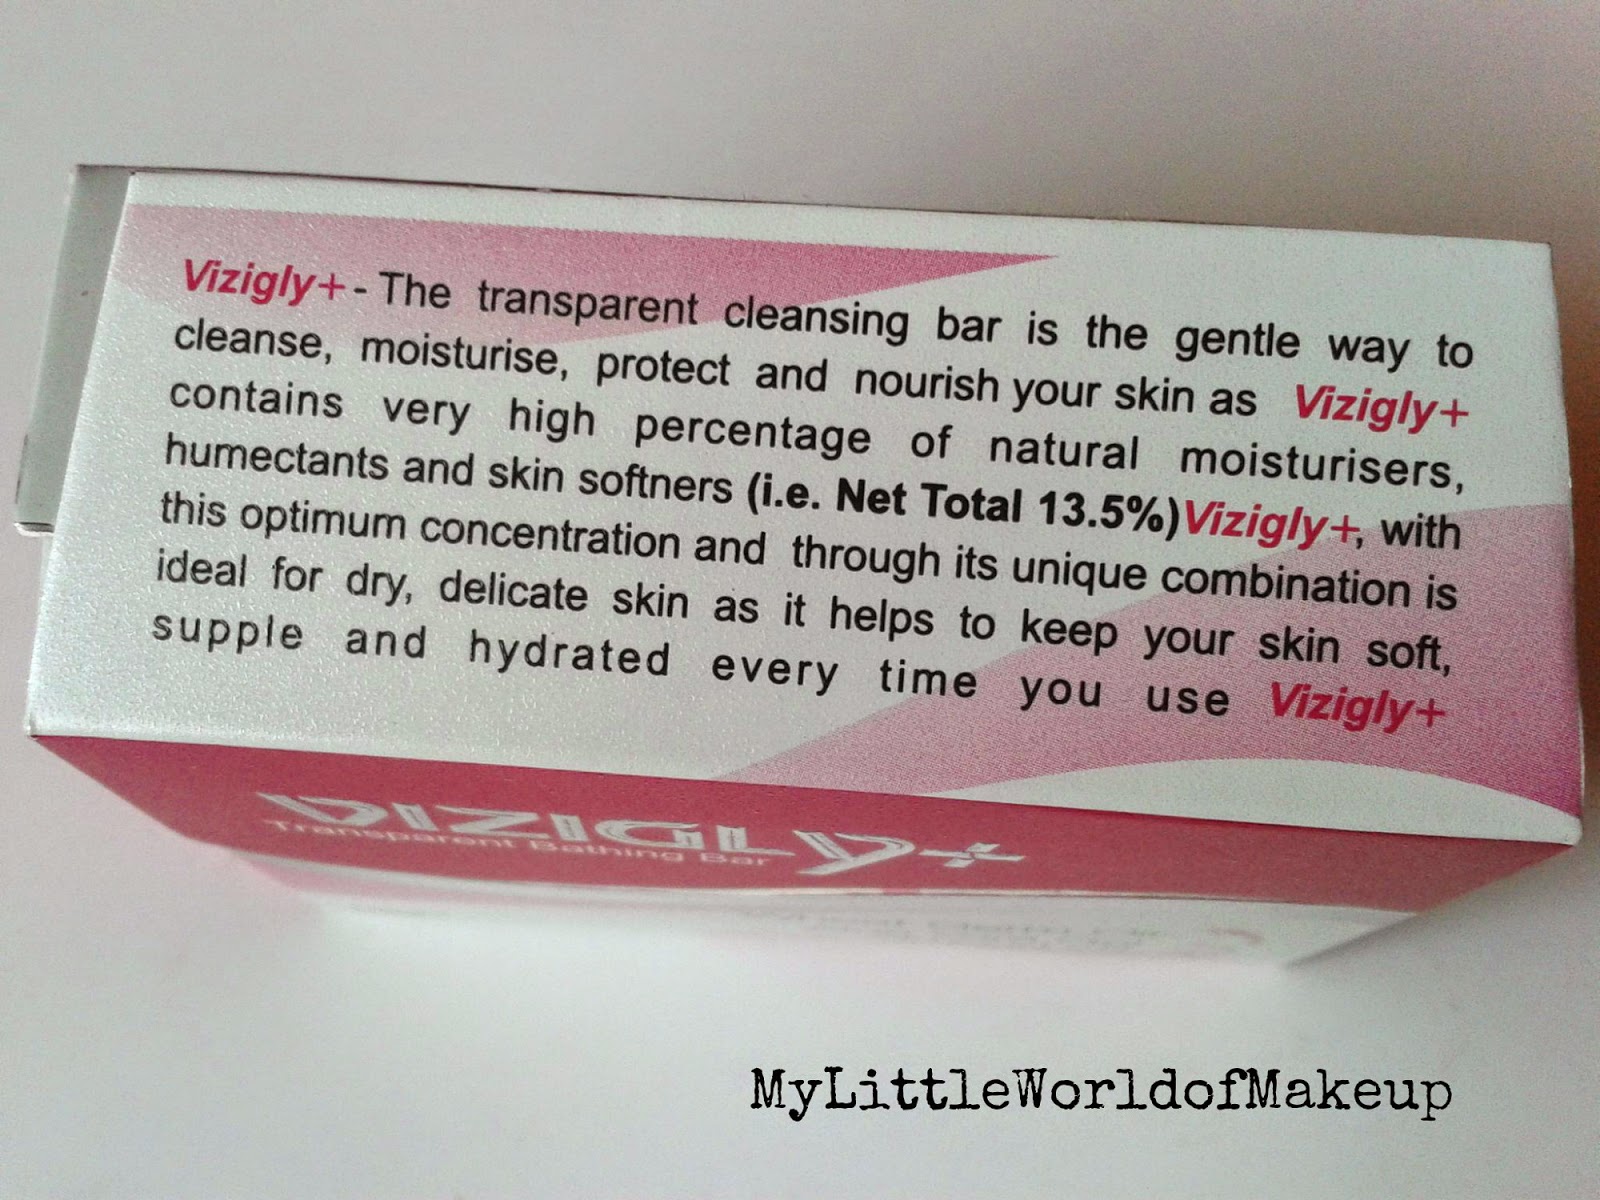 Vizigly+ - The transparent cleansing bar is the gentle way to
cleanse, moisturise, protect and nourish your skin as Vizigly+
contains very high percentage of natural moisturisers,
humectants and skin softners (i.e. Net Total 13.5%)Vizigly+, with
this optimum concentration and through its unique combination is
ideal for dry, delicate skin as it helps to keep your skin soft,
supple and hydrated every time you use Vizigly+
VIZIGLY+
Transparent Bathing Bar
MyLittleWorldofMakeup